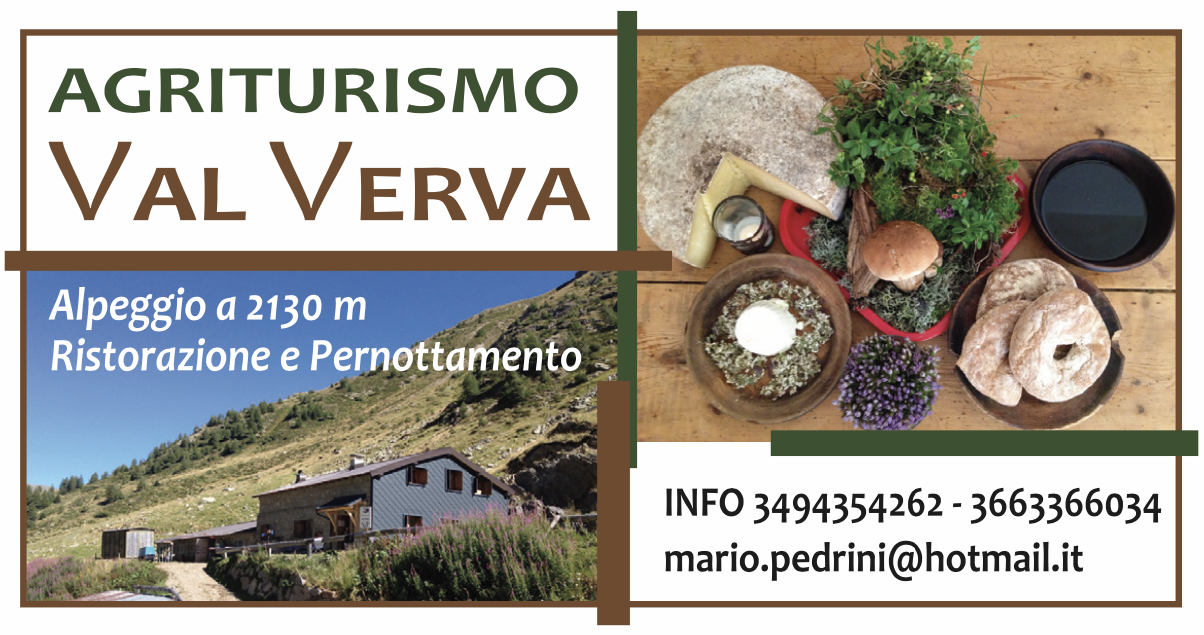 AGRITURISMO
VAL VERVA
Alpeggio a 2130 m
Ristorazione e Pernottamento
INFO 3494354262 - 3663366034
mario.pedrini@hotmail.it